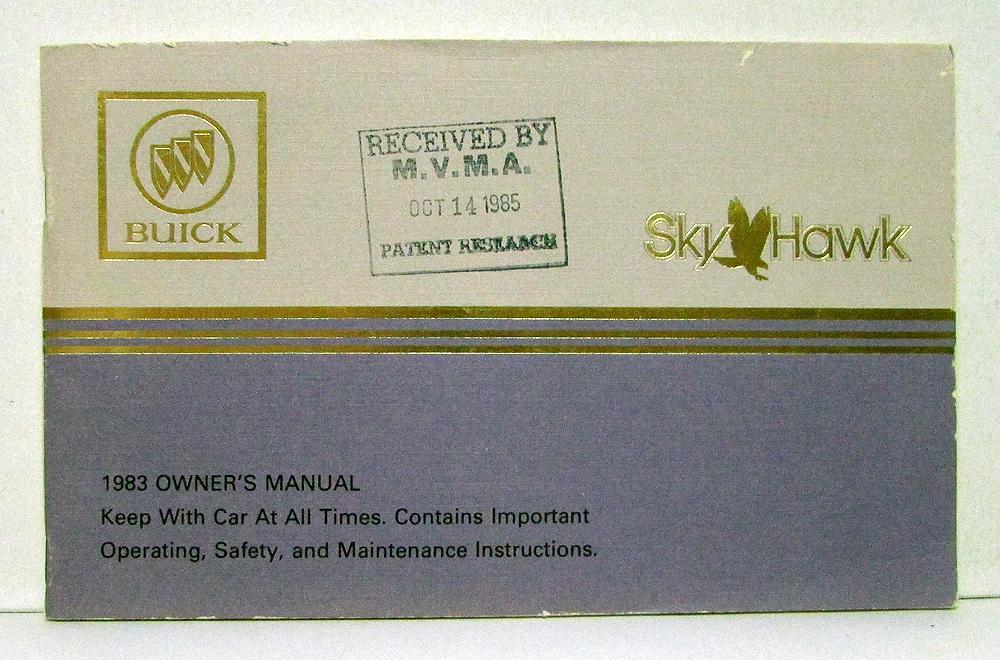 BUICK
RECEIVED BY
M.V.M.A.
OCT 14 1985
PATENT RESEARCH
SkyHawk
1983 OWNER'S MANUAL
Keep With Car At All Times. Contains Important
Operating, Safety, and Maintenance Instructions.